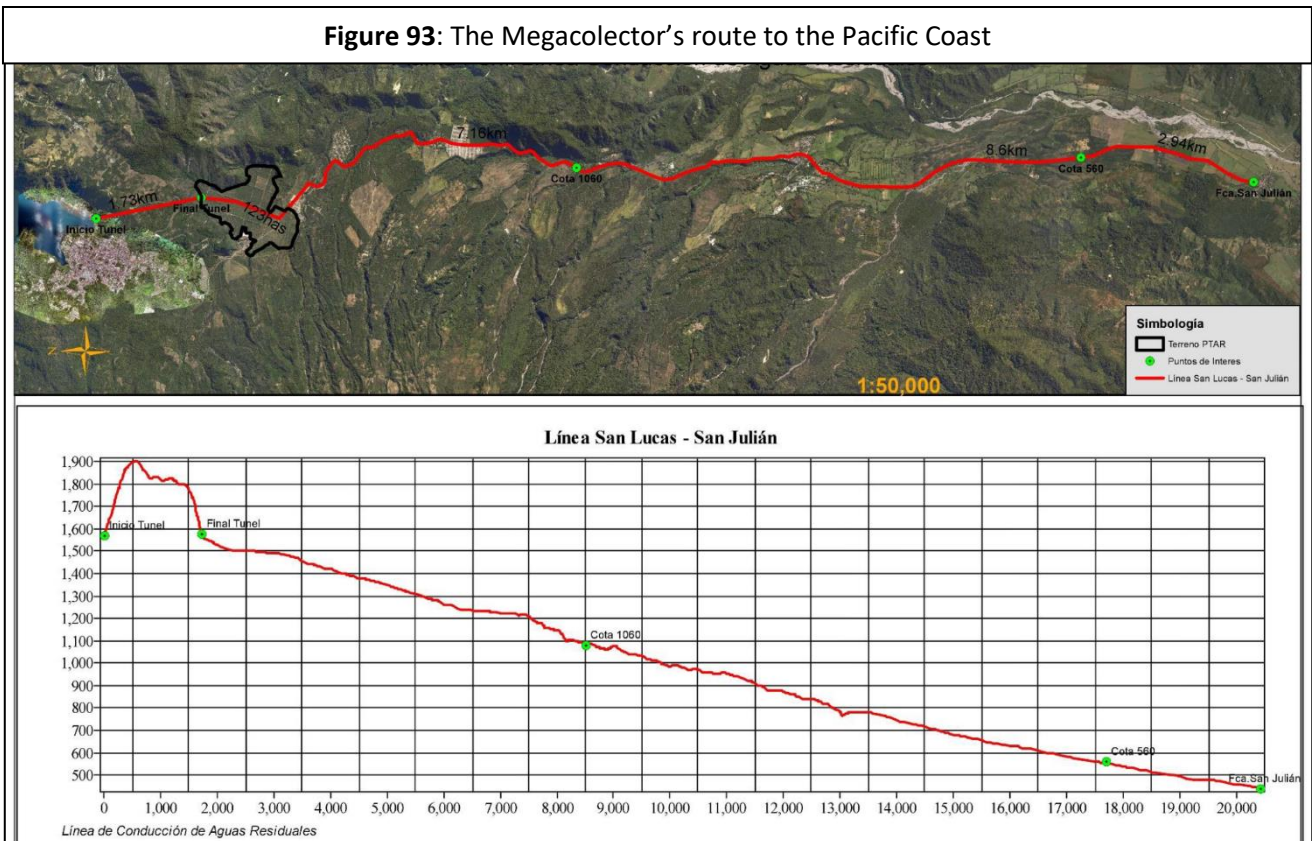 Figure 93: The Megacolector's route to the Pacific Coast
1.73km
Inicio Tunel
Final Tunel
123has
7.16km
Cota 1060
8.6km
Cota 560
2.94km
Fca.San Julián
Z
1:50,000
Simbología
Terreno PTAR
Puntos de Interes
Línea San Lucas - San Julián
Línea San Lucas - San Julián
1,900
1,800
1,700
1,600
1,500
1,400
1,300
1,200
1,100
1,000
900
800
700
600
500
Inicio Tunel
Final Tunel
Cota 1060
Cota 560
Fca.San Julián
0 1,000 2,000 3,000 4,000 5,000 6,000 7,000 8,000 9,000 10,000 11,000 12,000 13,000 14,000 15,000 16,000 17,000 18,000 19,000 20,000
Línea de Conducción de Aguas Residuales